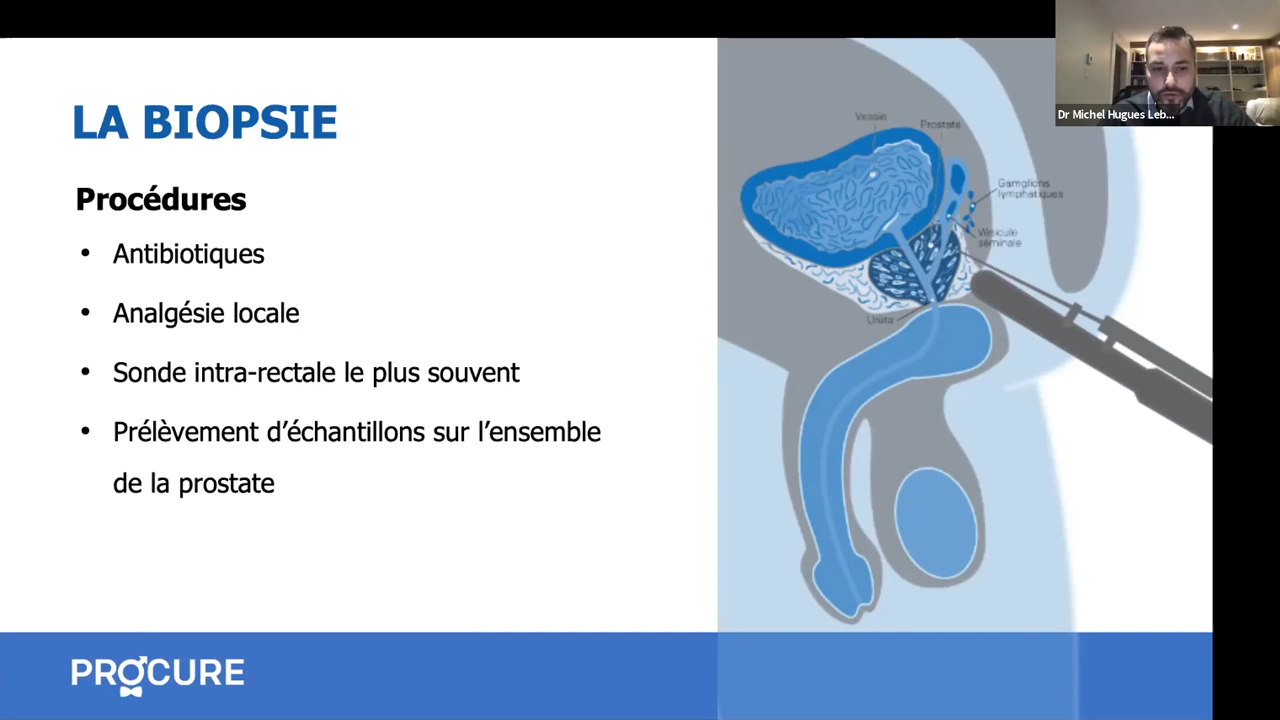 Dr Michel Hugues Leb...
LA BIOPSIE
Procédures
• Antibiotiques
• Analgésie locale
• Sonde intra-rectale le plus souvent
• Prélèvement d’échantillons sur l’ensemble
de la prostate
Vessie
Prostate
Ganglions
lymphatiques
Vésicule
séminale
Urètre
PROCURE